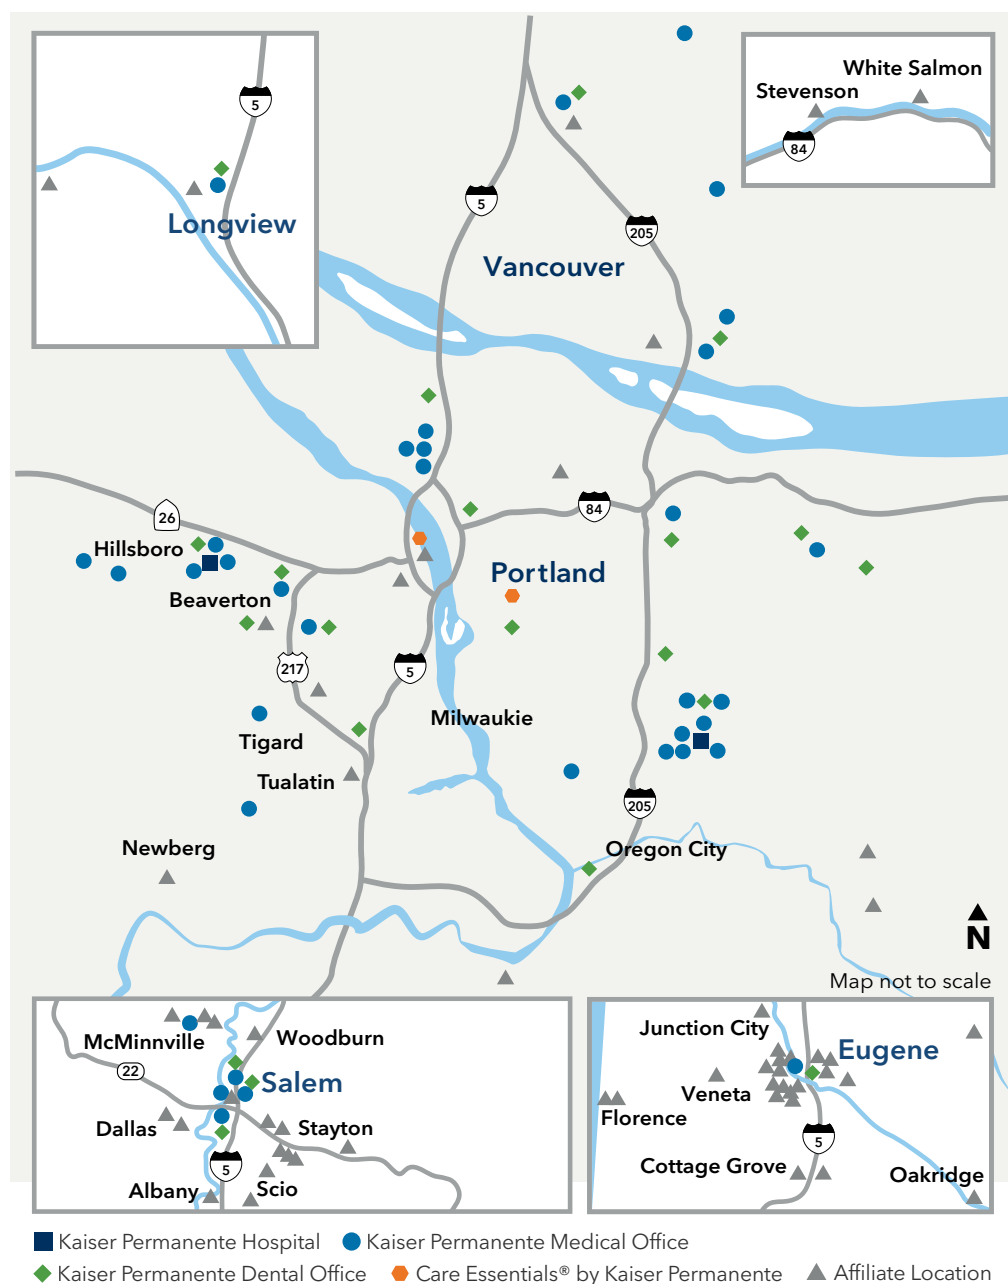 5
Longview
White Salmon
Stevenson
84
5
205
Vancouver
26
84
Hillsboro
Portland
Beaverton
217
5
Milwaukie
Tigard
Tualatin
205
Newberg
Oregon City
N
Map not to scale
McMinnville
Woodburn
22
Salem
Dallas
Stayton
5
Albany
Scio
Junction City
Eugene
Veneta
Florence
5
Cottage Grove
Oakridge
Kaiser Permanente Hospital
Kaiser Permanente Medical Office
Kaiser Permanente Dental Office
Care Essentials® by Kaiser Permanente
Affiliate Location